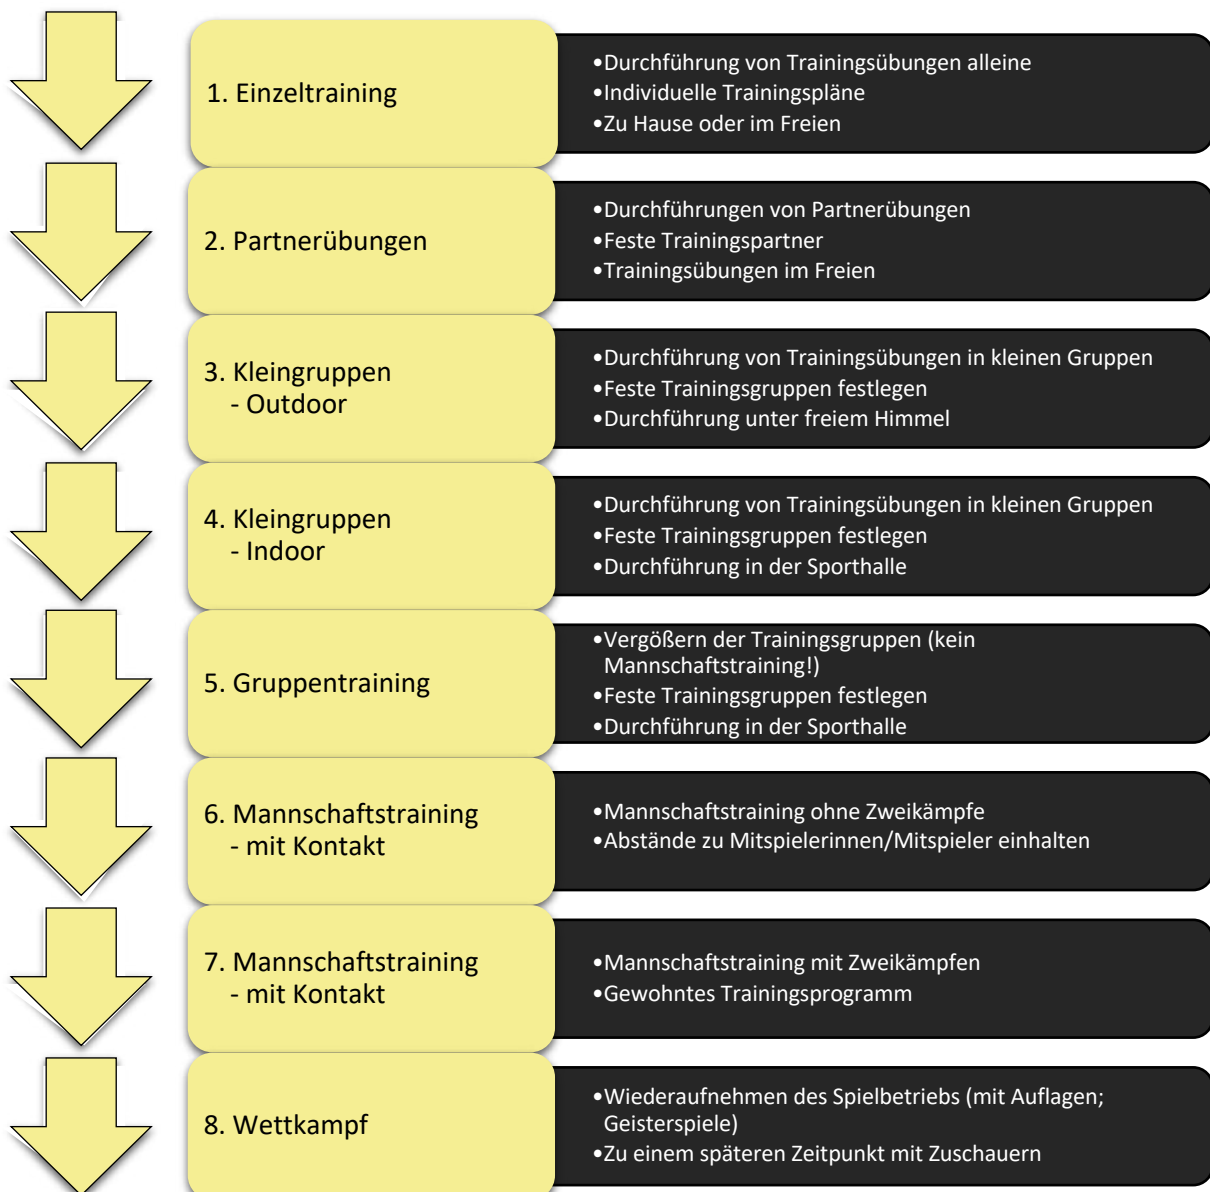 1. Einzeltraining
•Durchführung von Trainingsübungen alleine
•Individuelle Trainingspläne
•Zu Hause oder im Freien
2. Partnerübungen
•Durchführungen von Partnerübungen
•Feste Trainingspartner
•Trainingsübungen im Freien
3. Kleingruppen
- Outdoor
•Durchführung von Trainingsübungen in kleinen Gruppen
•Feste Trainingsgruppen festlegen
•Durchführung unter freiem Himmel
4. Kleingruppen
- Indoor
•Durchführung von Trainingsübungen in kleinen Gruppen
•Feste Trainingsgruppen festlegen
•Durchführung in der Sporthalle
5. Gruppentraining
•Vergößern der Trainingsgruppen (kein
Mannschaftstraining!)
•Feste Trainingsgruppen festlegen
•Durchführung in der Sporthalle
6. Mannschaftstraining
- mit Kontakt
•Mannschaftstraining ohne Zweikämpfe
•Abstände zu Mitspielerinnen/Mitspieler einhalten
7. Mannschaftstraining
- mit Kontakt
•Mannschaftstraining mit Zweikämpfen
•Gewohntes Trainingsprogramm
8. Wettkampf
•Wiederaufnehmen des Spielbetriebs (mit Auflagen;
Geisterspiele)
•Zu einem späteren Zeitpunkt mit Zuschauern